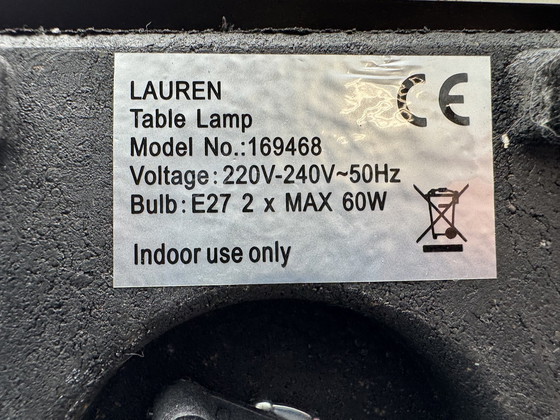 LAUREN
Table Lamp
Model No.:169468
Voltage: 220V-240V~50Hz
Bulb: E27 2 x MAX 60W
Indoor use only
CE